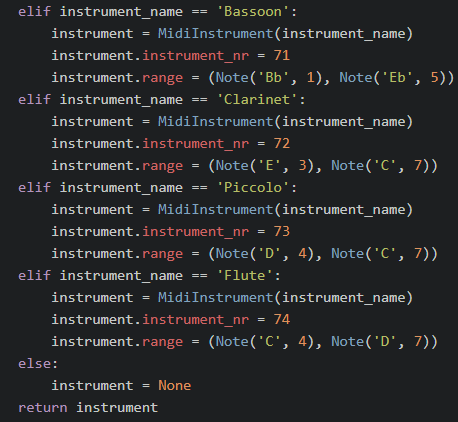 elif instrument_name == 'Bassoon':
    instrument = MidiInstrument(instrument_name)
    instrument.instrument_nr = 71
    instrument.range = (Note('Bb', 1), Note('Eb', 5))
elif instrument_name == 'Clarinet':
    instrument = MidiInstrument(instrument_name)
    instrument.instrument_nr = 72
    instrument.range = (Note('E', 3), Note('C', 7))
elif instrument_name == 'Piccolo':
    instrument = MidiInstrument(instrument_name)
    instrument.instrument_nr = 73
    instrument.range = (Note('D', 4), Note('C', 7))
elif instrument_name == 'Flute':
    instrument = MidiInstrument(instrument_name)
    instrument.instrument_nr = 74
    instrument.range = (Note('C', 4), Note('D', 7))
else:
    instrument = None
return instrument